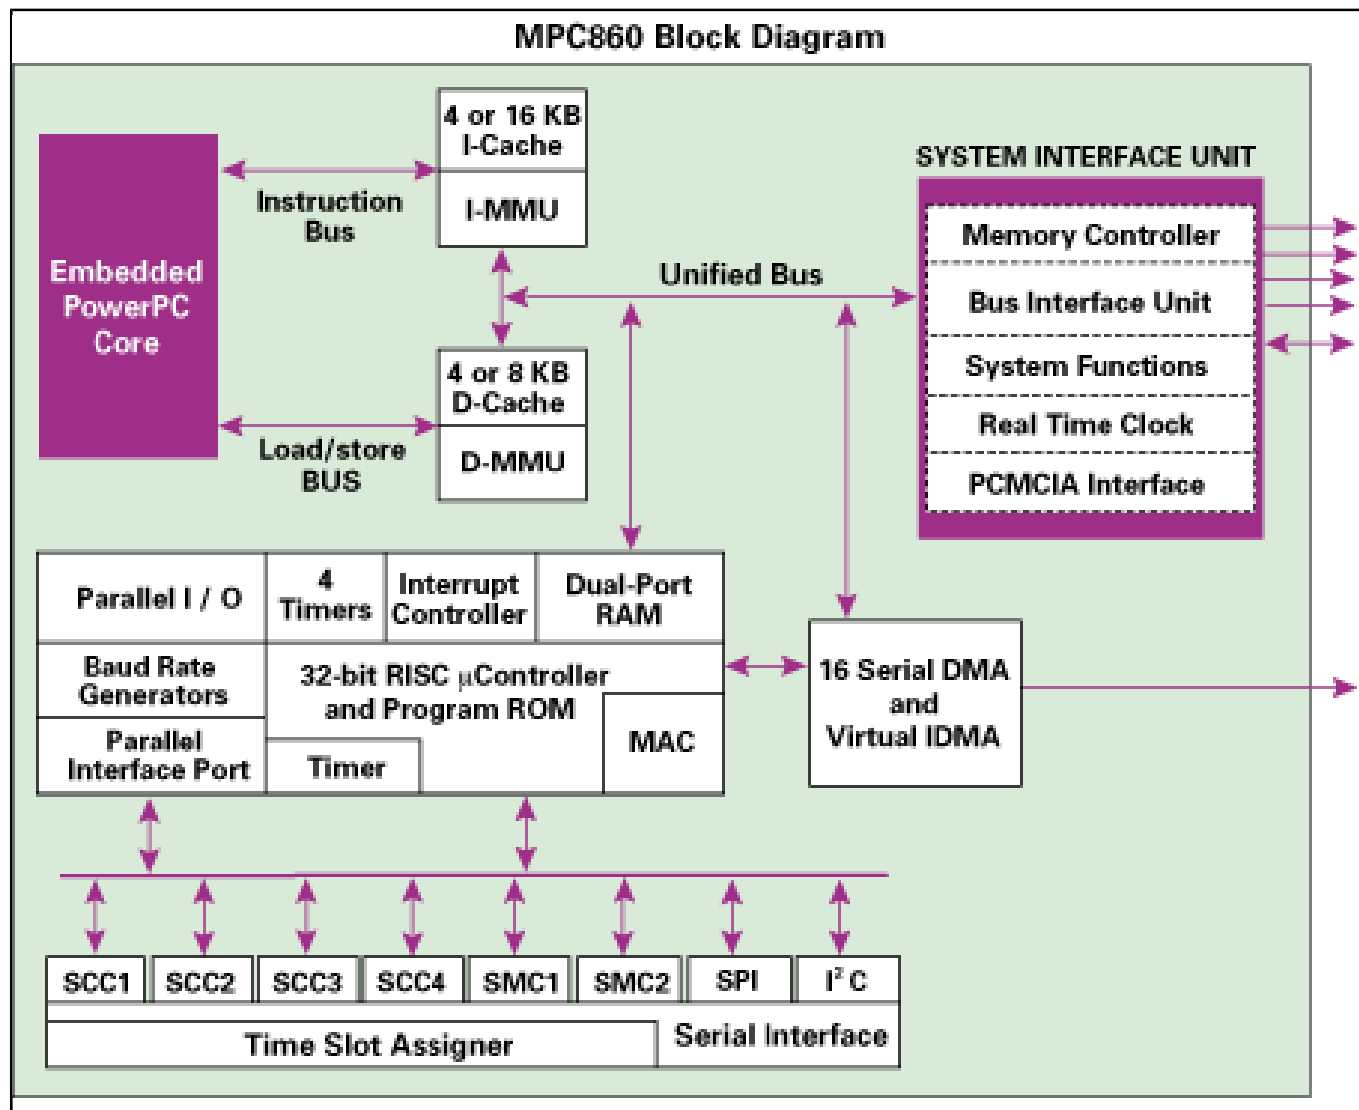 MPC860 Block Diagram
4 or 16 KB
I-Cache
I-MMU
Instruction
Bus
Embedded
PowerPC
Core
Unified Bus
4 or 8 KB
D-Cache
D-MMU
Load/store
BUS
SYSTEM INTERFACE UNIT
Memory Controller
Bus Interface Unit
System Functions
Real Time Clock
PCMCIA Interface
Parallel I / O
4
Timers
Interrupt
Controller
Dual-Port
RAM
Baud Rate
Generators
32-bit RISC µController
and Program ROM
Parallel
Interface Port
Timer
MAC
16 Serial DMA
and
Virtual IDMA
SCC1 SCC2 SCC3 SCC4 SMC1 SMC2 SPI I² C
Time Slot Assigner
Serial Interface